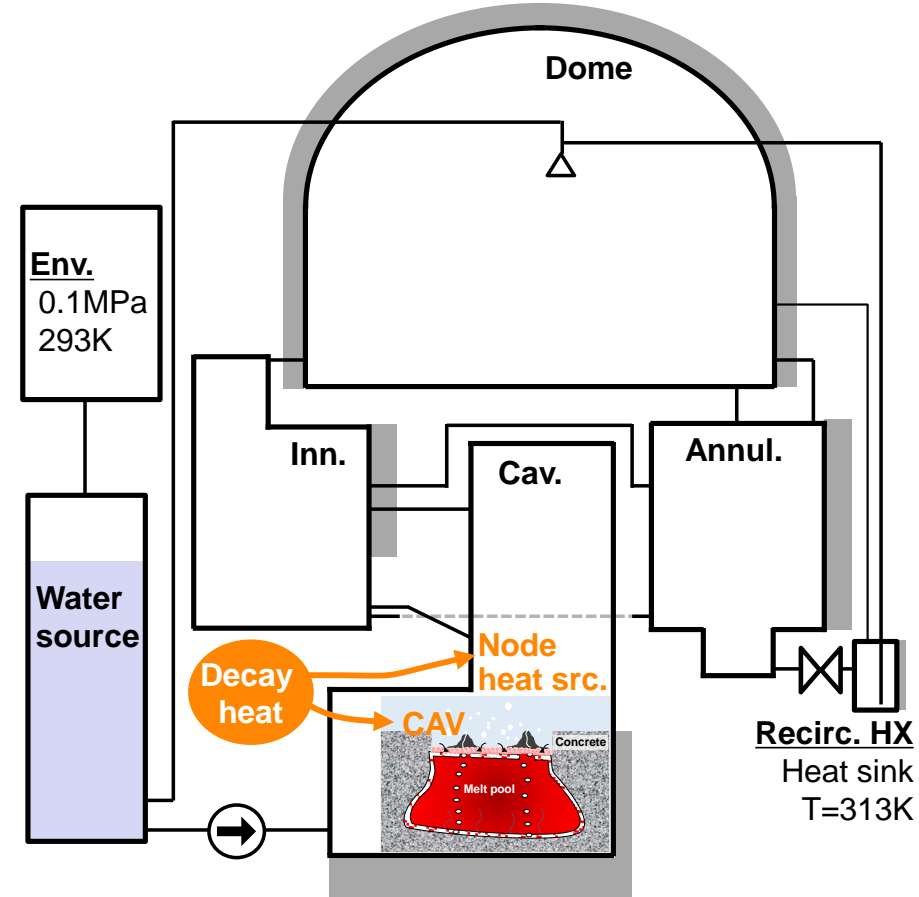 Dome
Env.
0.1MPa
293K
Inn.
Cav.
Annul.
Water
source
Decay
heat
Node
heat src.
CAV
Concrete
Melt pool
Recirc. HX
Heat sink
T=313K